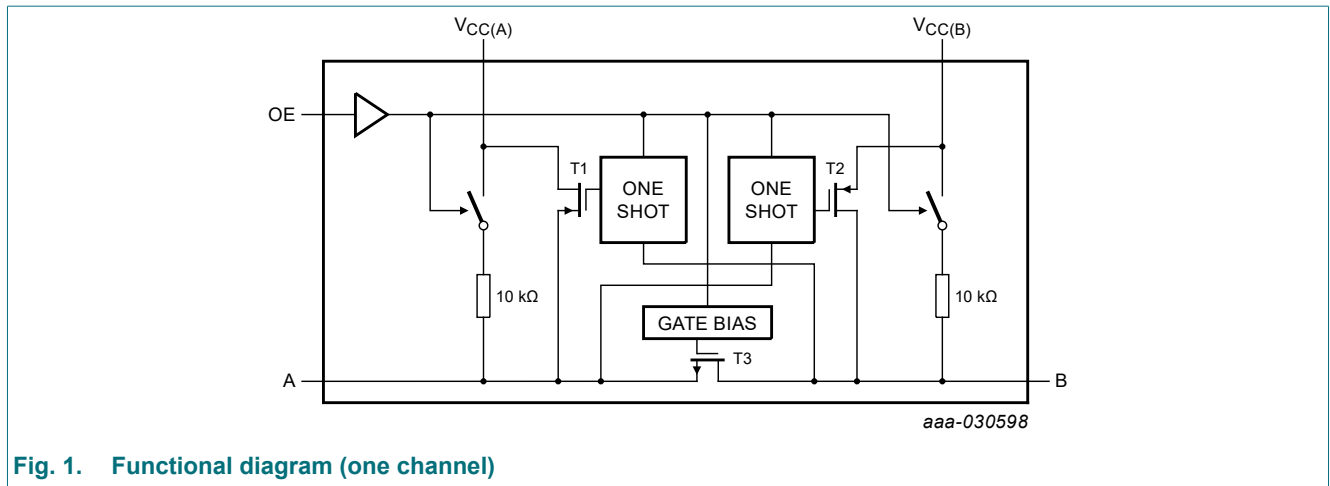 VCC(A) VCC(B)
OE
T1 T2
ONE SHOT ONE SHOT
10 kΩ 10 kΩ
GATE BIAS
T3
A B
aaa-030598
Fig. 1. Functional diagram (one channel)